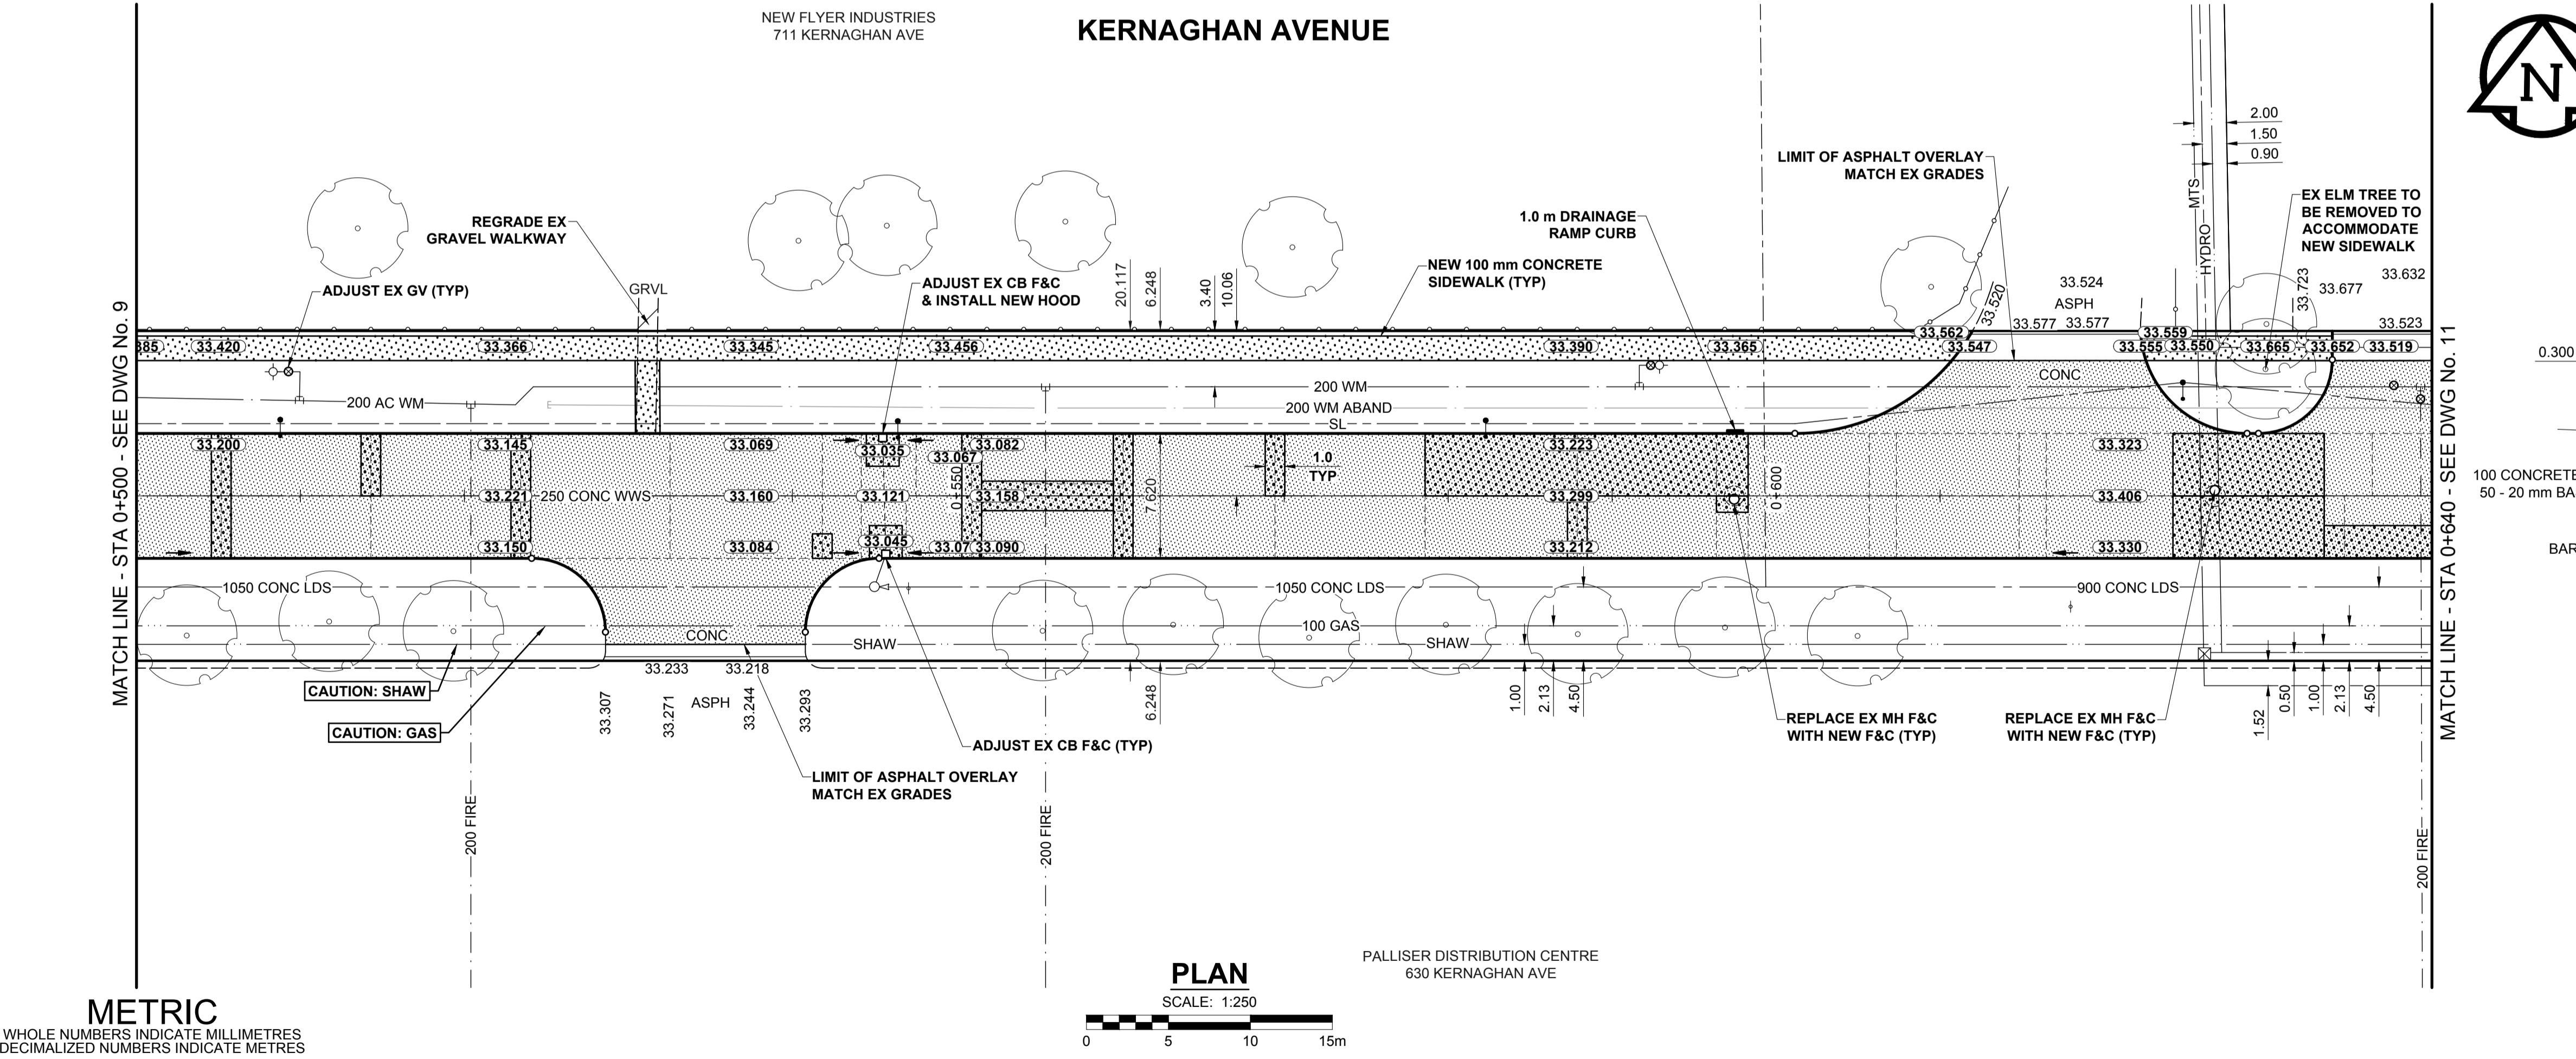 NEW FLYER INDUSTRIES
711 KERNAGHAN AVE
KERNAGHAN AVENUE
N
2.00
1.50
0.90
MTS
HYDRO
LIMIT OF ASPHALT OVERLAY
MATCH EX GRADES
EX ELM TREE TO
BE REMOVED TO
ACCOMMODATE
NEW SIDEWALK
REGRADE EX
GRAVEL WALKWAY
1.0 m DRAINAGE
RAMP CURB
NEW 100 mm CONCRETE
SIDEWALK (TYP)
ADJUST EX GV (TYP)
GRVL
ADJUST EX CB F&C
& INSTALL NEW HOOD
20.117
6.248
3.40
10.06
33.520
33.524
ASPH
33.577
33.577
33.723
33.677
33.632
33.523
MATCH LINE - STA 0+500 - SEE DWG No. 9
MATCH LINE - STA 0+640 - SEE DWG No. 11
385
33.420
33.366
33.345
33.456
33.390
33.365
33.562
33.547
33.559
33.555
33.550
33.665
33.652
33.519
0.300
CONC
200 AC WM
200 WM
200 WM ABAND
SL
33.200
33.145
33.069
33.035
33.067
33.082
33.223
33.323
1.0
TYP
33.221
250 CONC WWS
33.160
33.121
0+550
33.158
7.620
33.299
0+600
33.406
100 CONCRETE
50 - 20 mm BA
33.150
33.084
33.045
33.07
33.090
33.212
33.330
BAR
1050 CONC LDS
1050 CONC LDS
900 CONC LDS
100 GAS
CONC
SHAW
SHAW
33.233
33.218
CAUTION: SHAW
CAUTION: GAS
33.307
33.271
ASPH
33.244
33.293
6.248
1.00
2.13
4.50
1.52
0.50
1.00
2.13
4.50
REPLACE EX MH F&C
WITH NEW F&C (TYP)
REPLACE EX MH F&C
WITH NEW F&C (TYP)
ADJUST EX CB F&C (TYP)
LIMIT OF ASPHALT OVERLAY
MATCH EX GRADES
200 FIRE
200 FIRE
200 FIRE
PALLISER DISTRIBUTION CENTRE
630 KERNAGHAN AVE
PLAN
SCALE: 1:250
0 5 10 15m
METRIC
WHOLE NUMBERS INDICATE MILLIMETRES
DECIMALIZED NUMBERS INDICATE METRES